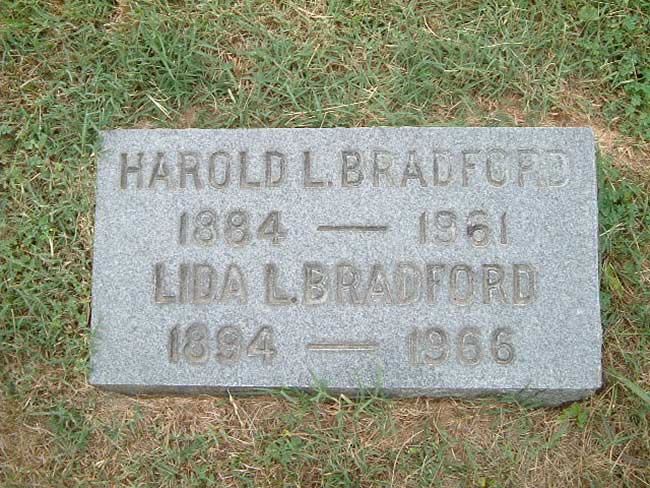 HAROLD L. BRADFORD
1884 — 1961
LIDA L. BRADFORD
1894 — 1966